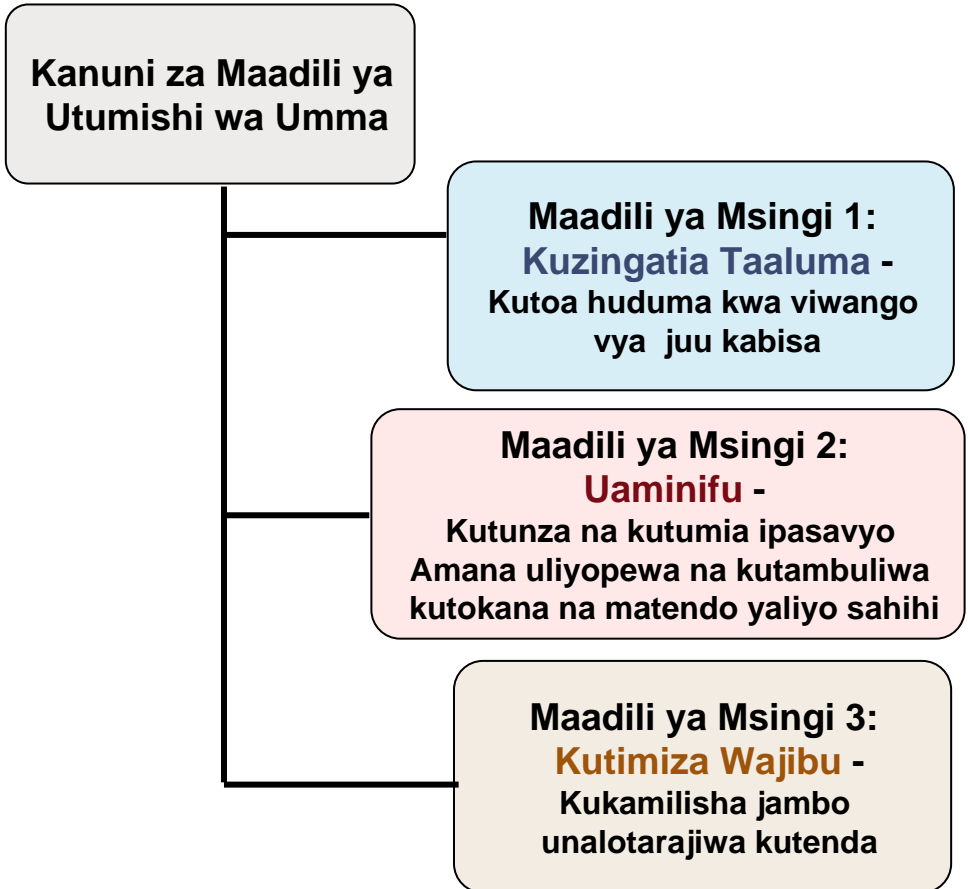 Kanuni za Maadili ya
Utumishi wa Umma
Maadili ya Msingi 1:
Kuzingatia Taaluma -
Kutoa huduma kwa viwango
vya juu kabisa
Maadili ya Msingi 2:
Uaminifu -
Kutunza na kutumia ipasavyo
Amana uliyopewa na kutambuliwa
kutokana na matendo yaliyo sahihi
Maadili ya Msingi 3:
Kutimiza Wajibu -
Kukamilisha jambo
unalotarajiwa kutenda